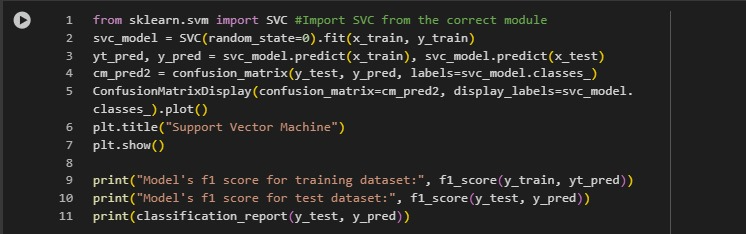 1 from sklearn.svm import SVC #Import SVC from the correct module
2 svc_model = SVC(random_state=0).fit(x_train, y_train)
3 yt_pred, y_pred = svc_model.predict(x_train), svc_model.predict(x_test)
4 cm_pred2 = confusion_matrix(y_test, y_pred, labels=svc_model.classes_)
5 ConfusionMatrixDisplay(confusion_matrix=cm_pred2, display_labels=svc_model.
classes_).plot()
6 plt.title("Support Vector Machine")
7 plt.show()
8
9 print("Model's f1 score for training dataset:", f1_score(y_train, yt_pred))
10 print("Model's f1 score for test dataset:", f1_score(y_test, y_pred))
11 print(classification_report(y_test, y_pred))